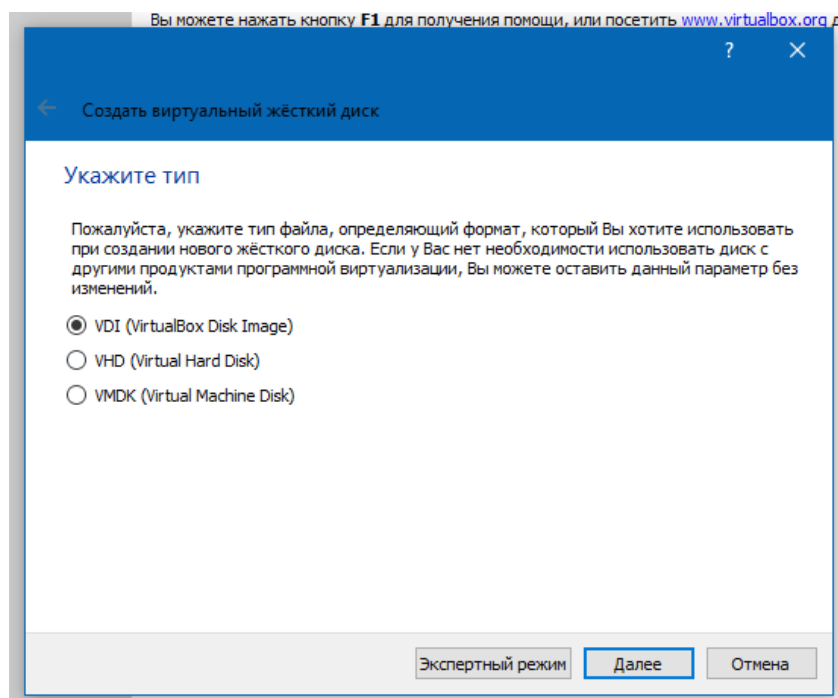 Вы можете нажать кнопку F1 для получения помощи, или посетить www.virtualbox.org
?
Создать виртуальный жёсткий диск
Укажите тип
Пожалуйста, укажите тип файла, определяющий формат, который Вы хотите использовать
при создании нового жёсткого диска. Если у Вас нет необходимости использовать диск с
другими продуктами программной виртуализации, Вы можете оставить данный параметр без
изменений.
VDI (VirtualBox Disk Image)
VHD (Virtual Hard Disk)
VMDK (Virtual Machine Disk)
Экспертный режим Далее Отмена